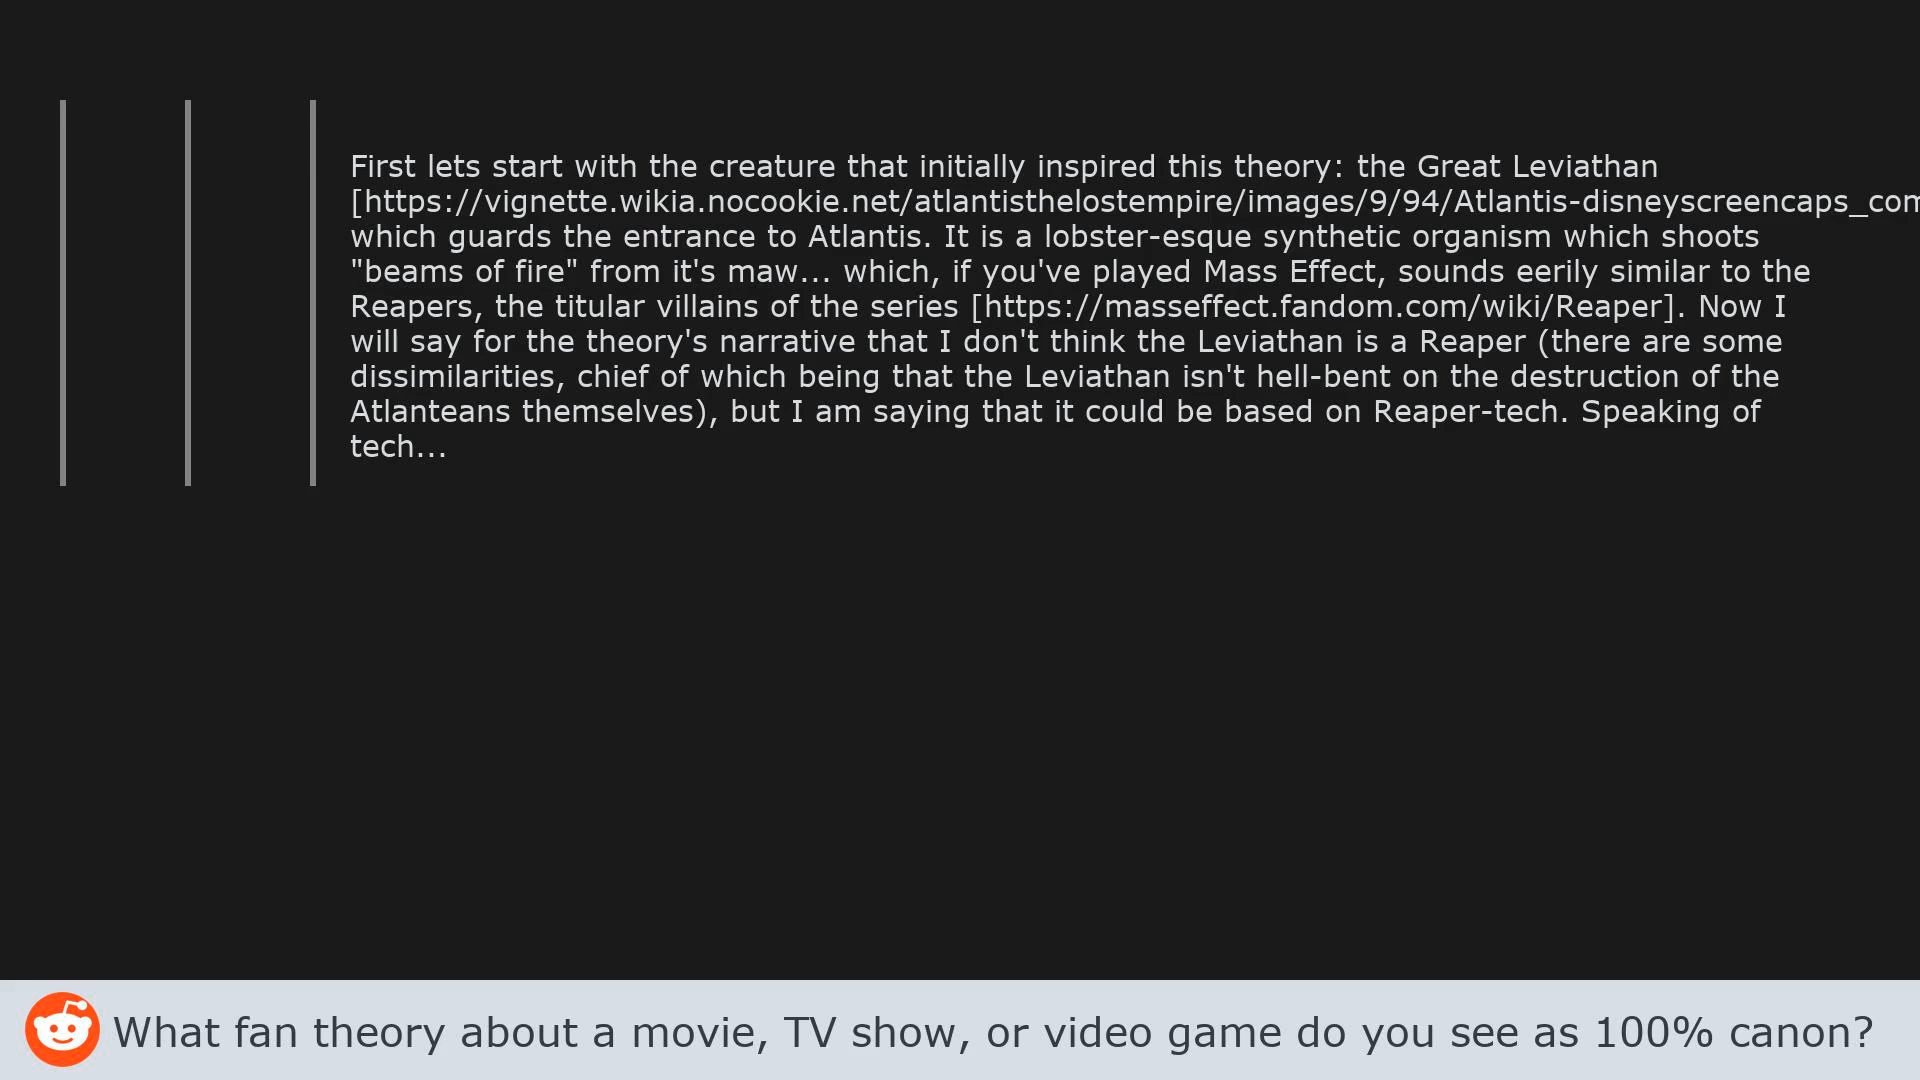 First lets start with the creature that initially inspired this theory: the Great Leviathan
[https://vignette.wikia.nocookie.net/atlantisthelostempire/images/9/94/Atlantis-disneyscreencaps_com
which guards the entrance to Atlantis. It is a lobster-esque synthetic organism which shoots
"beams of fire" from it's maw... which, if you've played Mass Effect, sounds eerily similar to the
Reapers, the titular villains of the series [https://masseffect.fandom.com/wiki/Reaper]. Now I
will say for the theory's narrative that I don't think the Leviathan is a Reaper (there are some
dissimilarities, chief of which being that the Leviathan isn't hell-bent on the destruction of the
Atlanteans themselves), but I am saying that it could be based on Reaper-tech. Speaking of
tech...
What fan theory about a movie, TV show, or video game do you see as 100% canon?